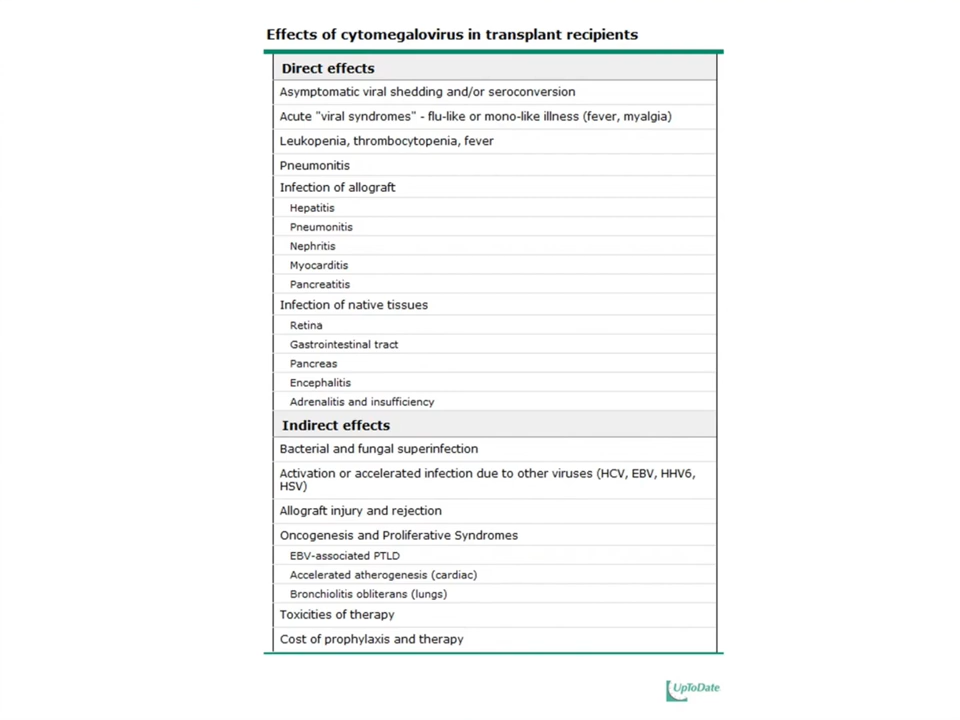 Effects of cytomegalovirus in transplant recipients
Direct effects
Asymptomatic viral shedding and/or seroconversion
Acute "viral syndromes" - flu-like or mono-like illness (fever, myalgia)
Leukopenia, thrombocytopenia, fever
Pneumonitis
Infection of allograft
Hepatitis
Pneumonitis
Nephritis
Myocarditis
Pancreatitis
Infection of native tissues
Retina
Gastrointestinal tract
Pancreas
Encephalitis
Adrenalitis and insufficiency
Indirect effects
Bacterial and fungal superinfection
Activation or accelerated infection due to other viruses (HCV, EBV, HHV6,
HSV)
Allograft injury and rejection
Oncogenesis and Proliferative Syndromes
EBV-associated PTLD
Accelerated atherogenesis (cardiac)
Bronchiolitis obliterans (lungs)
Toxicities of therapy
Cost of prophylaxis and therapy
UpToDate